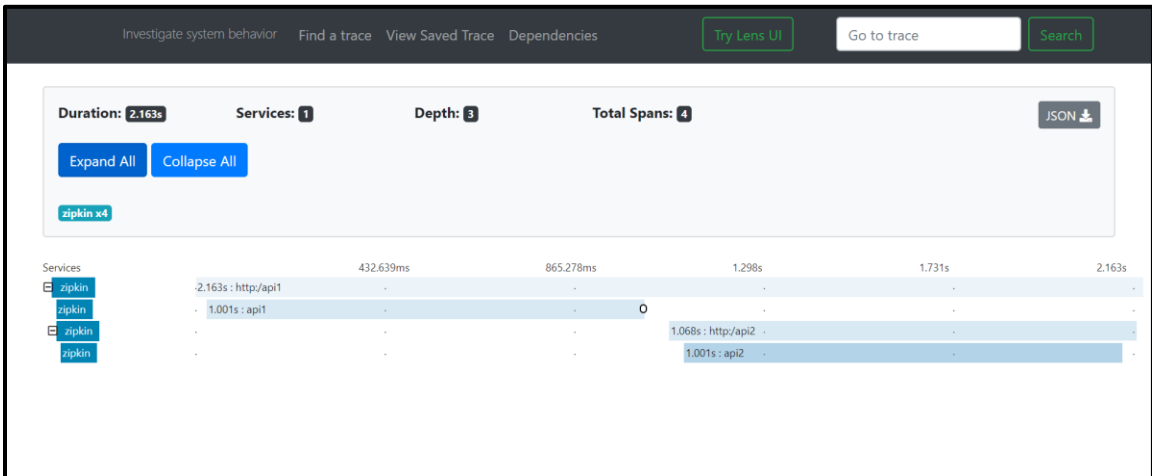 Investigate system behavior Find a trace View Saved Trace Dependencies Try Lens UI Go to trace Search
Duration: 2.163s Services: 1 Depth: 3 Total Spans: 4 JSON
Expand All Collapse All
zipkin x4
Services 432.639ms 865.278ms 1.298s 1.731s 2.163s
zipkin 2.163s : http:/api1
zipkin 1.001s : api1
zipkin 1.068s : http:/api2
zipkin 1.001s : api2